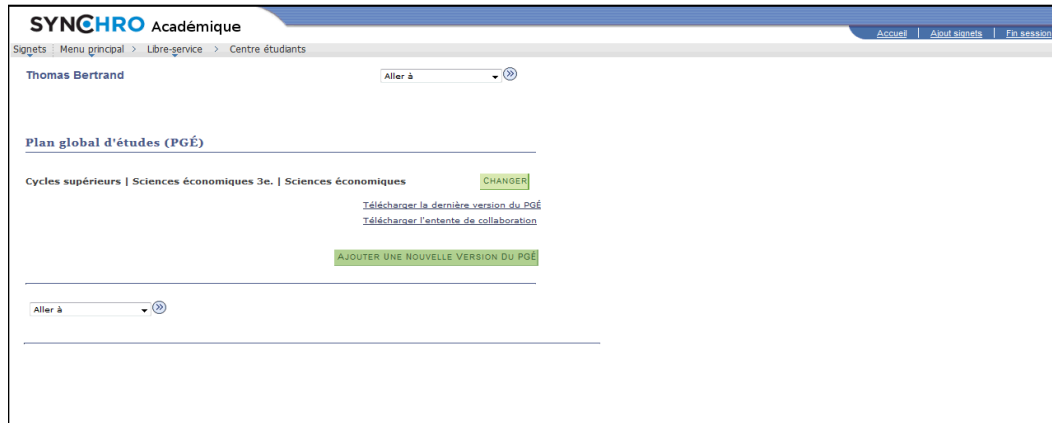 SYNCHRO Académique
Accueil | Ajout signets | Fin session
Signets | Menu principal > Libre-service > Centre étudiants
Thomas Bertrand
Aller à
Plan global d'études (PGÉ)
Cycles supérieurs | Sciences économiques 3e. | Sciences économiques
CHANGER
Télécharger la dernière version du PGÉ
Télécharger l'entente de collaboration
AJOUTER UNE NOUVELLE VERSION DU PGÉ
Aller à